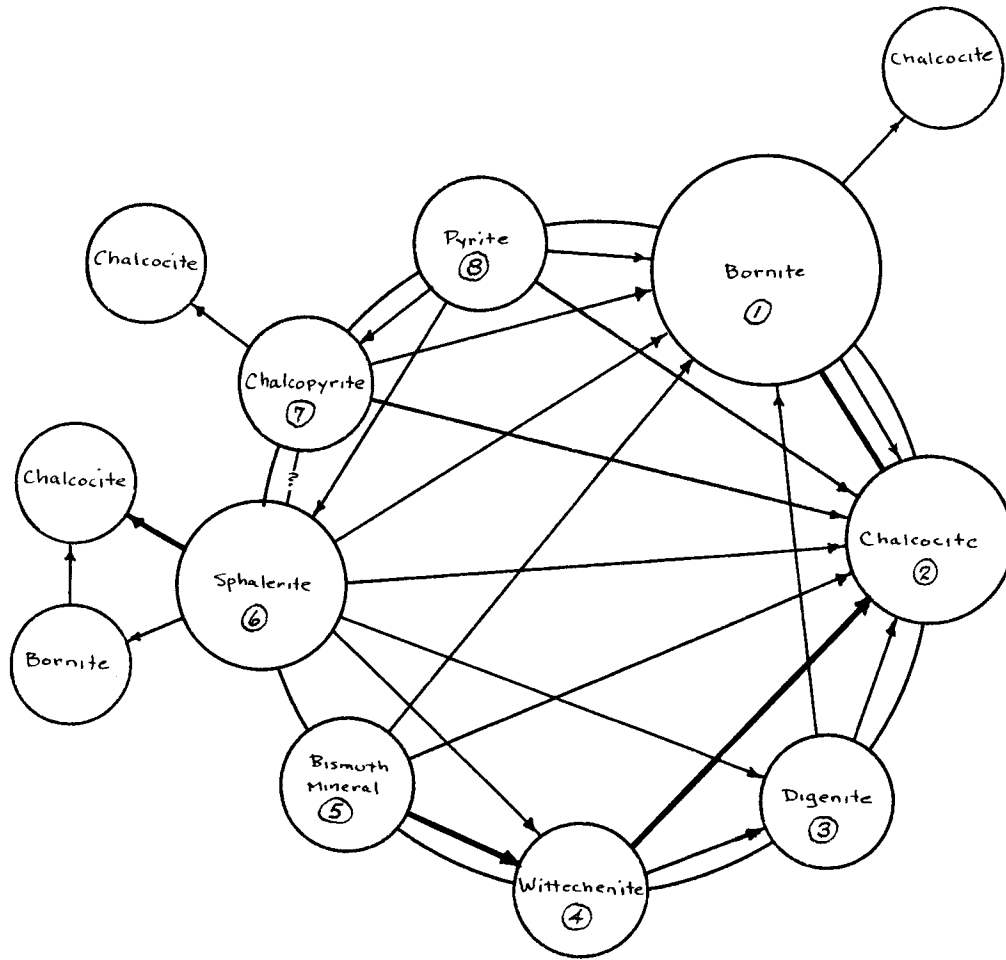 Chalcocite
Pyrite
8
Bornite
1
Chalcocite
Chalcopyrite
7
Chalcocite
?
Sphalerite
6
Chalcocite
2
Bornite
Bismuth
Mineral
5
Digenite
3
Wittechenite
4